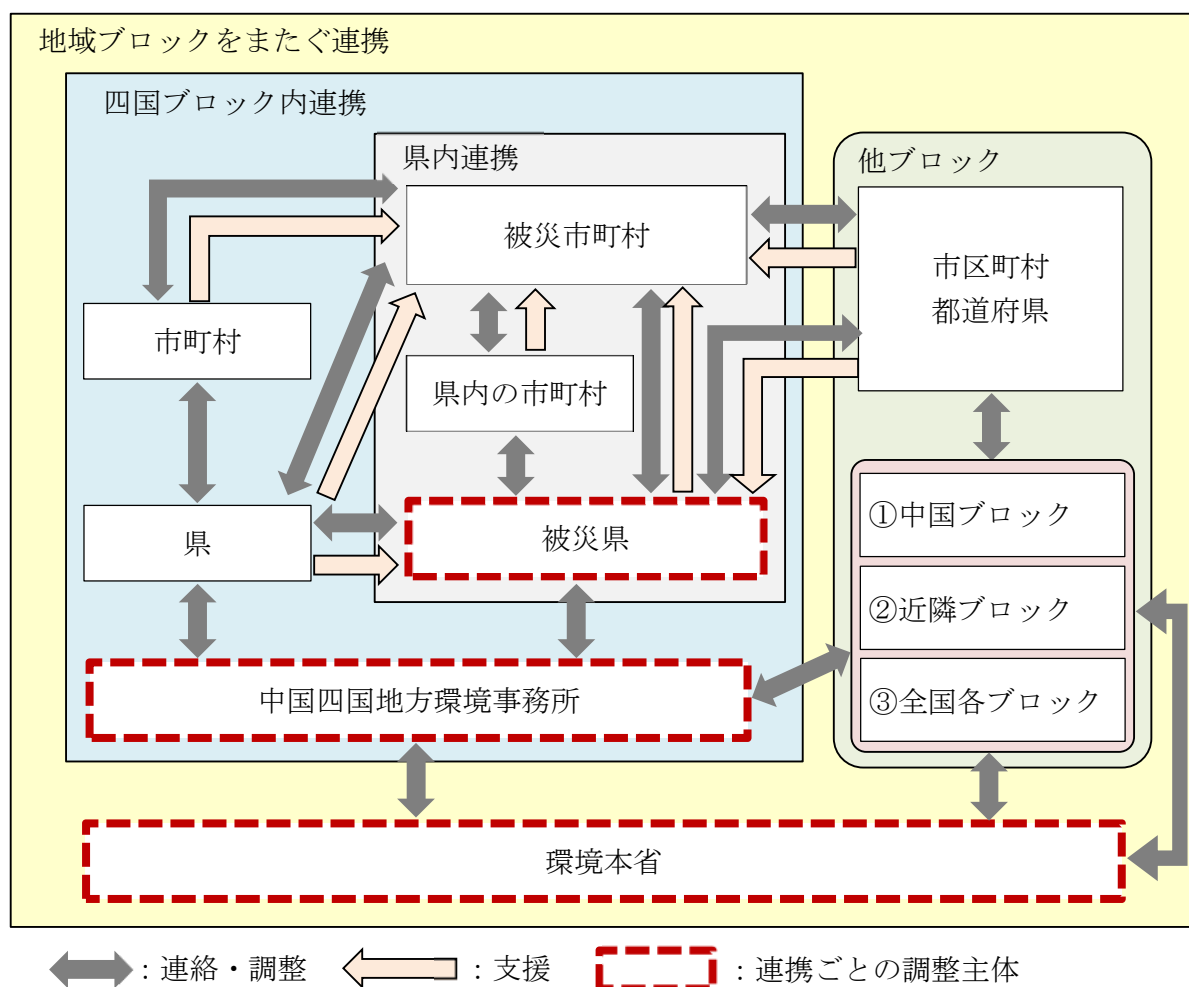 地域ブロックをまたぐ連携
四国ブロック内連携
県内連携
他ブロック
被災市町村
市区町村
都道府県
市町村
県内の市町村
県
被災県
①中国ブロック
②近隣ブロック
③全国各ブロック
中国四国地方環境事務所
環境本省
：連絡・調整
：支援
：連携ごとの調整主体